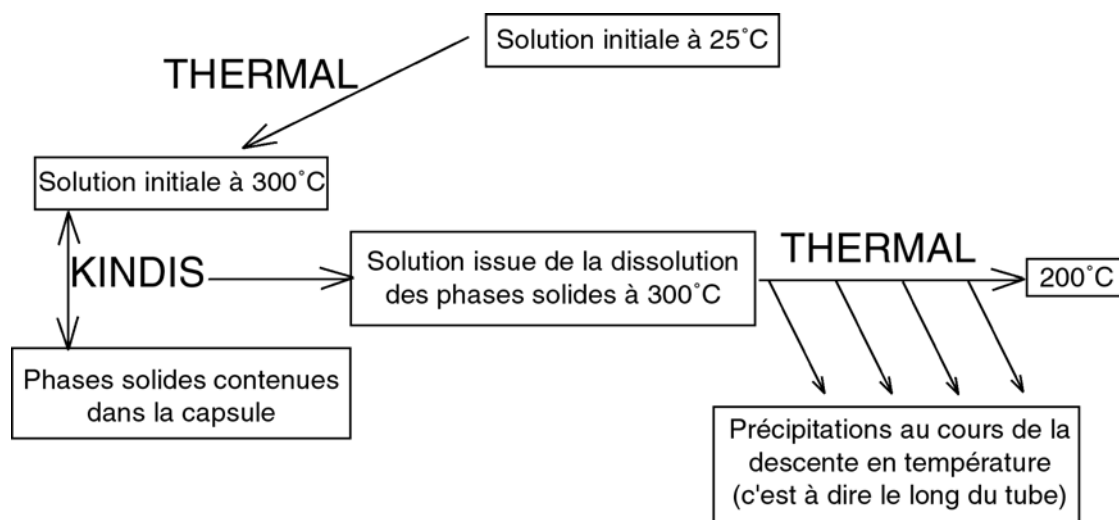 Solution initiale à 25°C
THERMAL
Solution initiale à 300°C
KINDIS
Solution issue de la dissolution
des phases solides à 300°C
THERMAL
200°C
Phases solides contenues
dans la capsule
Précipitations au cours de la
descente en température
(c'est à dire le long du tube)